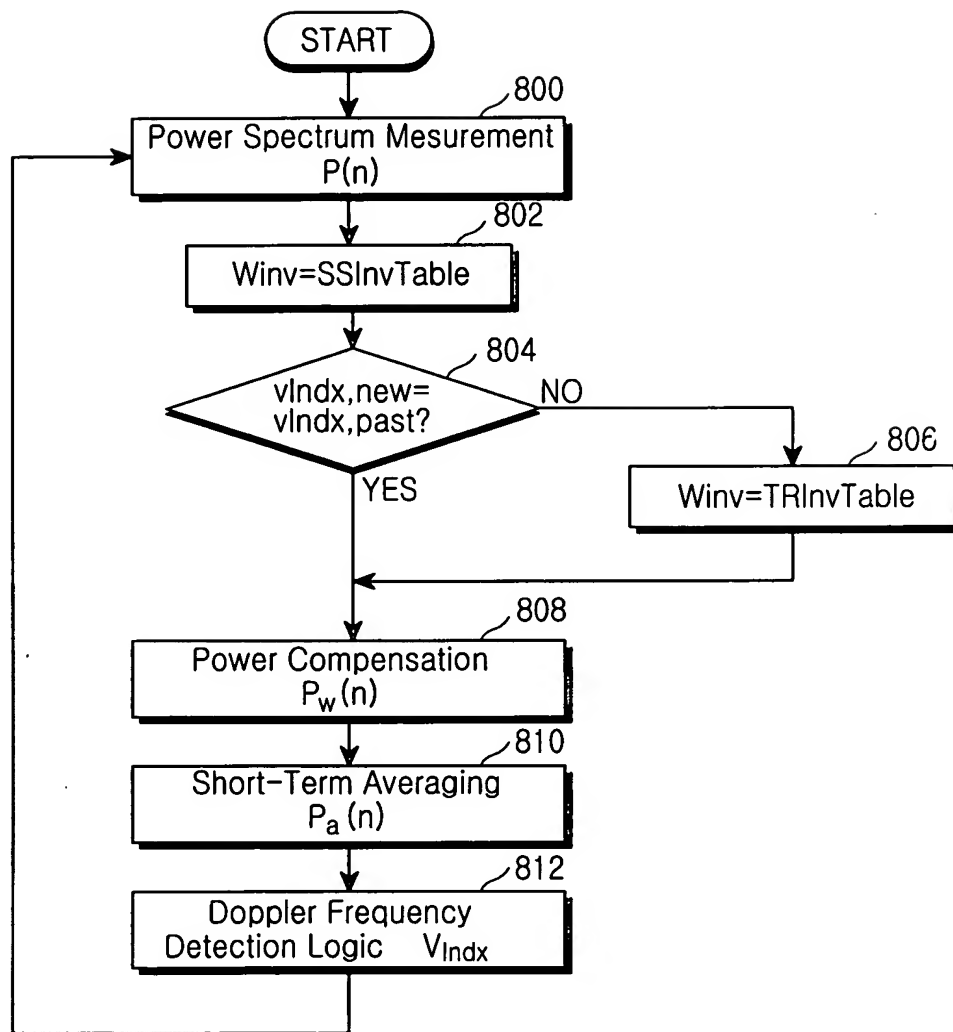 START
800
Power Spectrum Mesurement
P(n)
802
Winv=SSInvTable
804
vIndx,new=
vIndx,past?
NO
YES
806
Winv=TRInvTable
808
Power Compensation
Pw(n)
810
Short-Term Averaging
Pa(n)
812
Doppler Frequency
Detection Logic VIndx